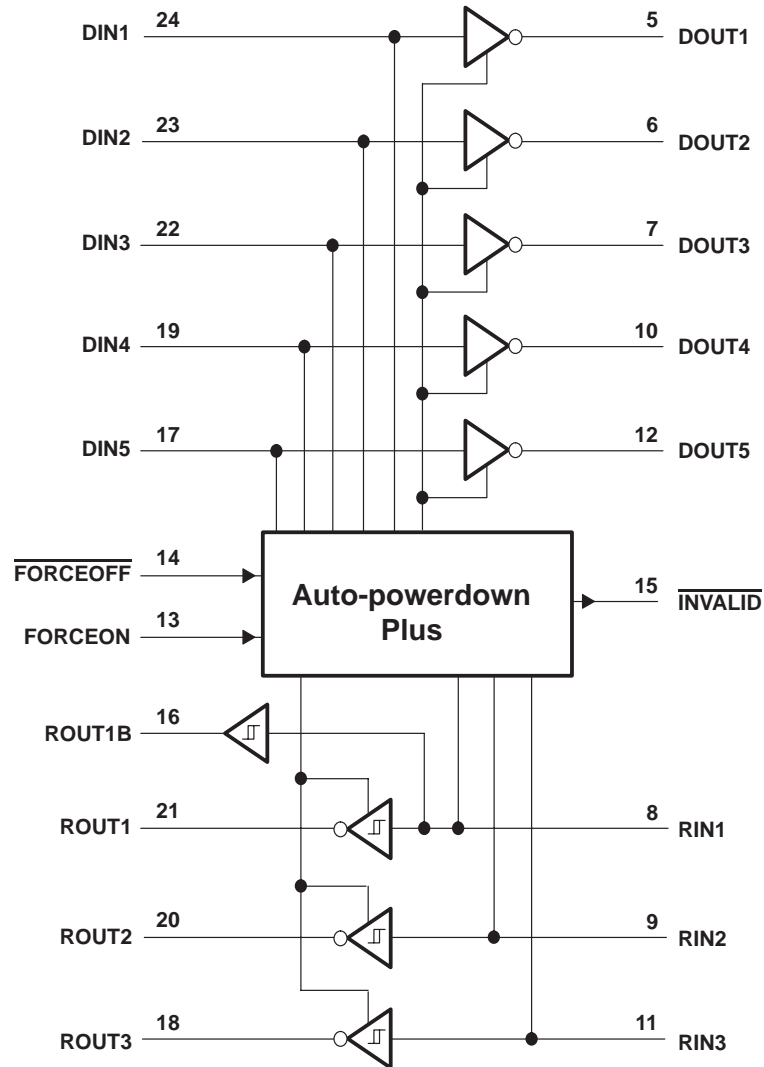 DIN1 24 5 DOUT1
DIN2 23 6 DOUT2
DIN3 22 7 DOUT3
DIN4 19 10 DOUT4
DIN5 17 12 DOUT5
FORCEOFF 14
Auto-powerdown
Plus
15 INVALID
FORCEON 13
ROUT1B 16
ROUT1 21 8 RIN1
ROUT2 20 9 RIN2
ROUT3 18 11 RIN3